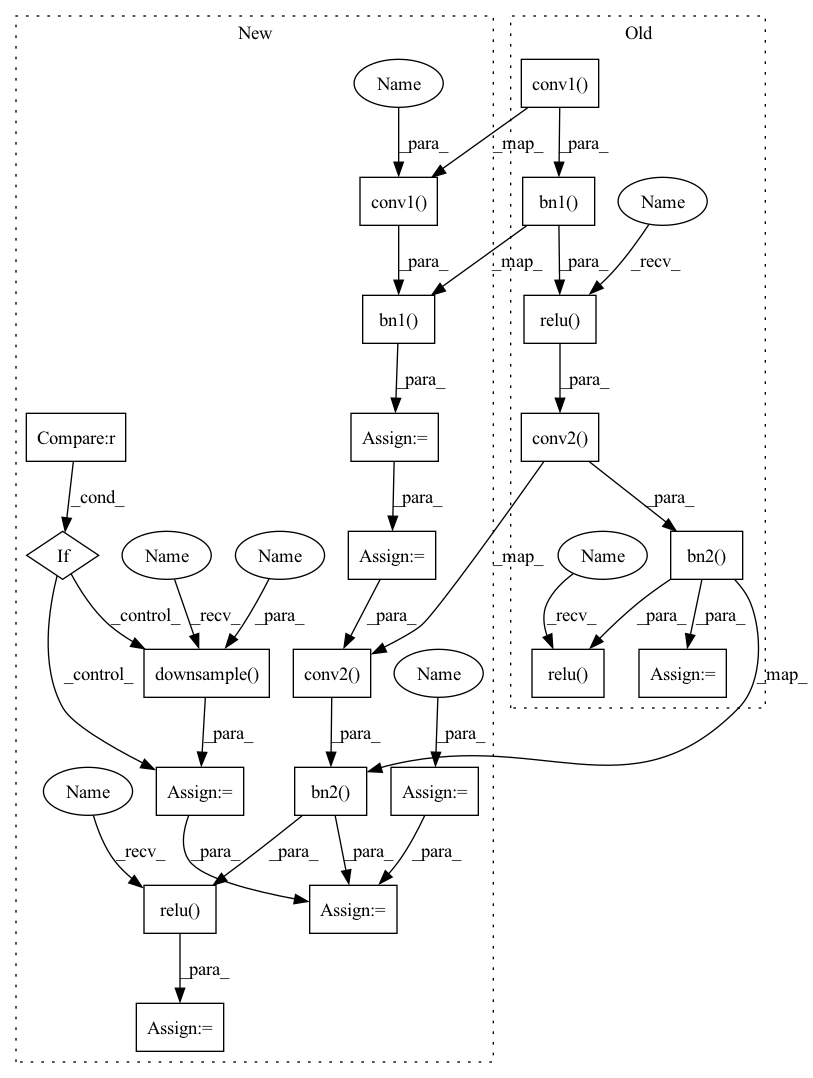 New
Old
Name
conv1()
_para_
_map_
_para_
conv1()
bn1()
Name
_para_
_map_
_para_
_recv_
bn1()
relu()
_para_
_para_
Compare:r
Assign:=
conv2()
_cond_
_para_
_para_
If
Name
Name
Assign:=
_map_
Name
bn2()
_control_
_recv_
_para_
_para_
_recv_
_para_
_para_
_control_
downsample()
conv2()
Name
relu()
Assign:=
_map_
_para_
_para_
_para_
Name
Assign:=
bn2()
Assign:=
_recv_
_para_
_para_
_para_
_para_
relu()
Assign:=
_para_
Assign:=